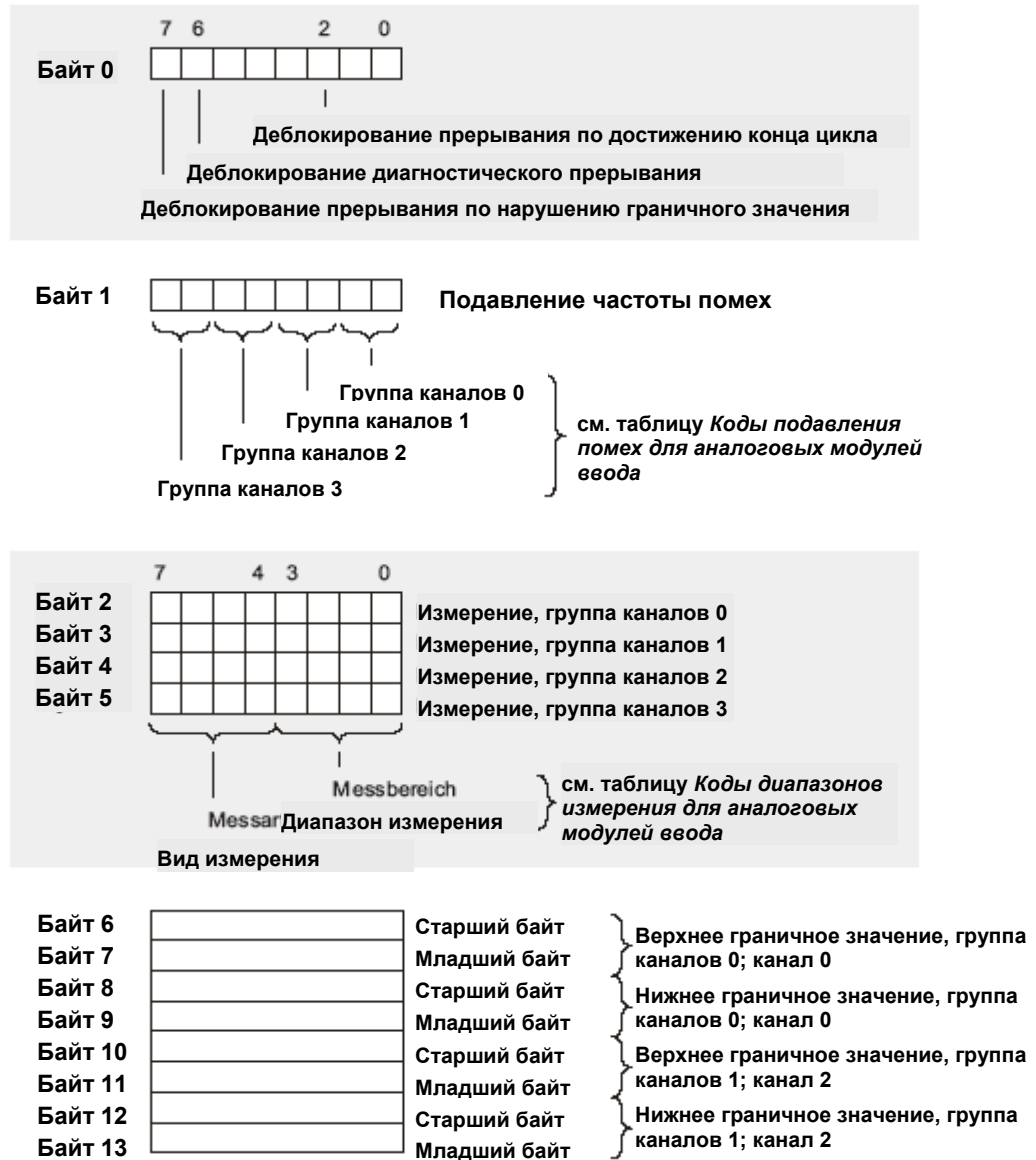 7 6 2 0
Байт 0
Деблокирование прерывания по достижению конца цикла
Деблокирование диагностического прерывания
Деблокирование прерывания по нарушению граничного значения
Байт 1
Подавление частоты помех
Группа каналов 0
Группа каналов 1
Группа каналов 2
Группа каналов 3
см. таблицу Коды подавления
помех для аналоговых модулей
ввода
7 4 3 0
Байт 2
Измерение, группа каналов 0
Байт 3
Измерение, группа каналов 1
Байт 4
Измерение, группа каналов 2
Байт 5
Измерение, группа каналов 3
Messbereich
Messar
Диапазон измерения
Вид измерения
см. таблицу Коды диапазонов
измерения для аналоговых
модулей ввода
Байт 6
Старший байт
Байт 7
Младший байт
Верхнее граничное значение, группа
каналов 0; канал 0
Байт 8
Старший байт
Байт 9
Младший байт
Нижнее граничное значение, группа
каналов 0; канал 0
Байт 10
Старший байт
Байт 11
Младший байт
Верхнее граничное значение, группа
каналов 1; канал 2
Байт 12
Старший байт
Байт 13
Младший байт
Нижнее граничное значение, группа
каналов 1; канал 2